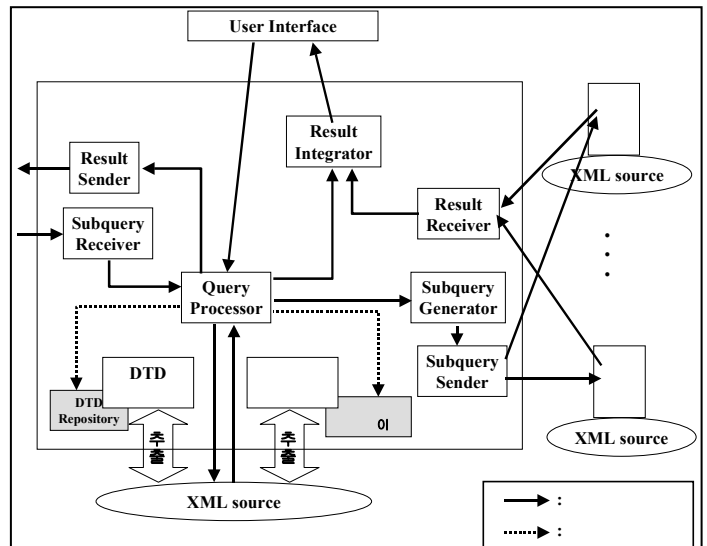 User Interface
Result
Integrator
Result
Sender
XML source
Subquery
Receiver
Result
Receiver
.
.
.
Query
Processor
Subquery
Generator
DTD
Subquery
Sender
DTD
Repository
이
추출
추출
XML source
XML source
:
: